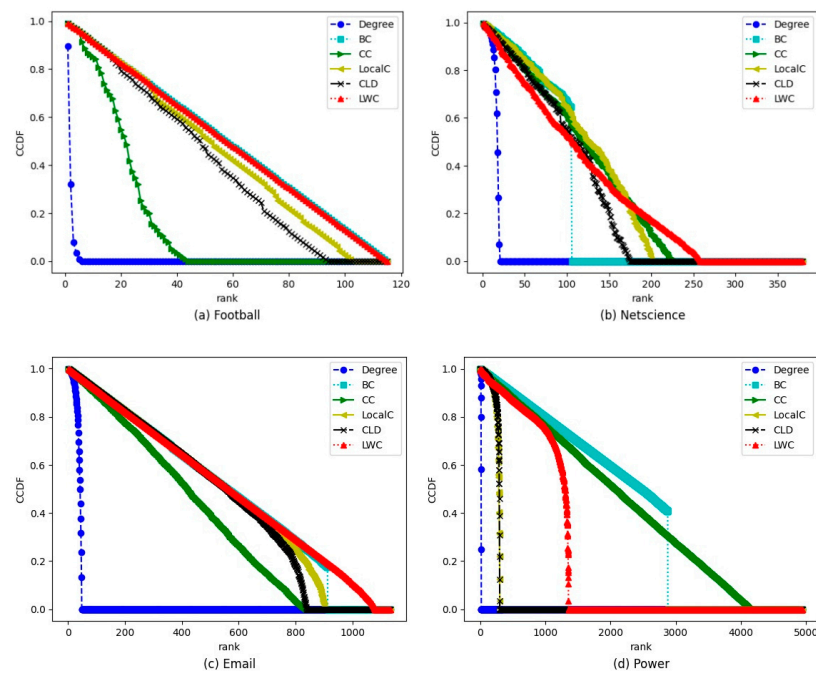 1.0
0.8
0.6
0.4
0.2
0.0
CCDF
Degree
BC
CC
LocalC
CLD
LWC
0 20 40 60 80 100 120
rank
(a) Football
1.0
0.8
0.6
0.4
0.2
0.0
CCDF
Degree
BC
CC
LocalC
CLD
LWC
0 50 100 150 200 250 300 350
rank
(b) Netscience
1.0
0.8
0.6
0.4
0.2
0.0
CCDF
Degree
BC
CC
LocalC
CLD
LWC
0 200 400 600 800 1000
rank
(c) Email
1.0
0.8
0.6
0.4
0.2
0.0
CCDF
Degree
BC
CC
LocalC
CLD
LWC
0 1000 2000 3000 4000 5000
rank
(d) Power